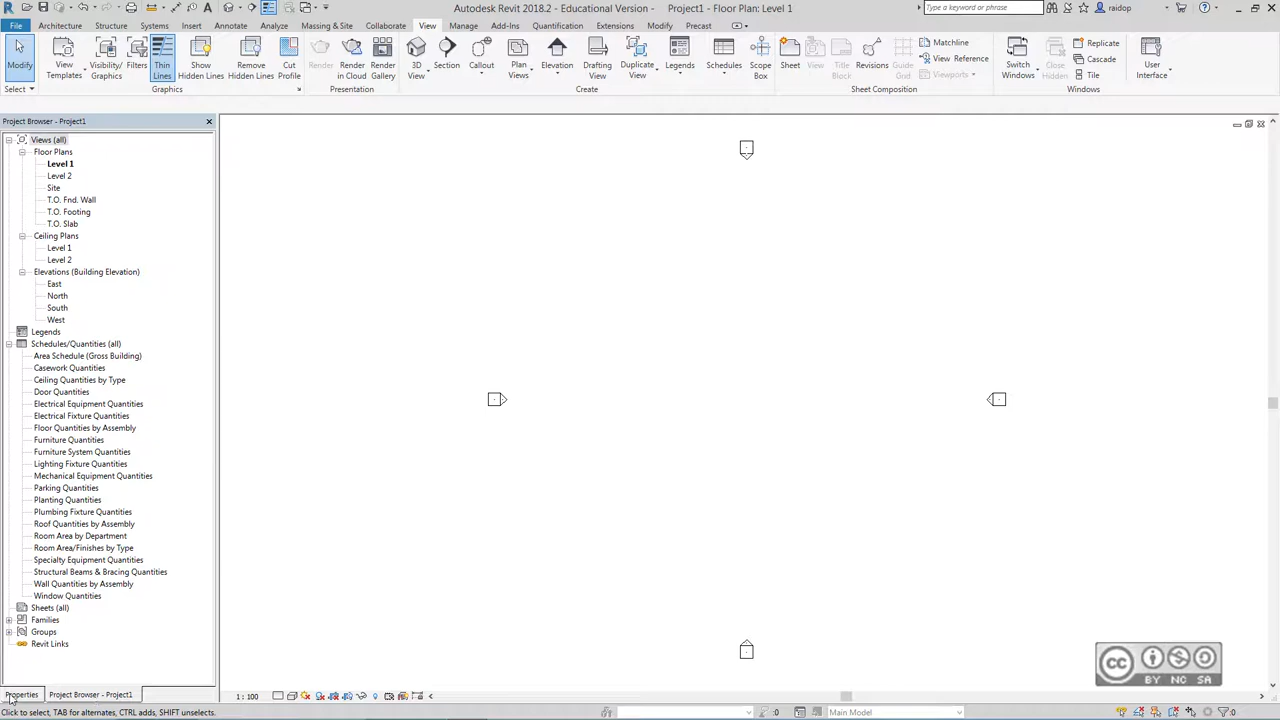 Autodesk Revit 2018.2 - Educational Version - Project1 - Floor Plan: Level 1
Type a keyword or phrase
raidop
File Architecture Structure Systems Insert Annotate Analyze Massing & Site Collaborate View Manage Add-Ins Quantification Extensions Modify Precast
Modify
View Templates
Visibility/ Graphics
Filters
Thin Lines
Show Hidden Lines
Remove Hidden Lines
Cut Profile
Render
Render in Cloud
Render Gallery
3D View
Section
Callout
Plan Views
Elevation
Drafting View
Duplicate View
Legends
Schedules
Scope Box
Sheet
View
Title Block
Revisions
Guide Grid
Matchline
View Reference
Viewports
Switch Windows
Close Hidden
Replicate
Cascade
Tile
User Interface
Select
Graphics
Presentation
Create
Sheet Composition
Windows
Project Browser - Project1
Views (all)
Floor Plans
Level 1
Level 2
Site
T.O. Fnd. Wall
T.O. Footing
T.O. Slab
Ceiling Plans
Level 1
Level 2
Elevations (Building Elevation)
East
North
South
West
Legends
Schedules/Quantities (all)
Area Schedule (Gross Building)
Casework Quantities
Ceiling Quantities by Type
Door Quantities
Electrical Equipment Quantities
Electrical Fixture Quantities
Floor Quantities by Assembly
Furniture Quantities
Furniture System Quantities
Lighting Fixture Quantities
Mechanical Equipment Quantities
Parking Quantities
Planting Quantities
Plumbing Fixture Quantities
Roof Quantities by Assembly
Room Area by Department
Room Area/Finishes by Type
Specialty Equipment Quantities
Structural Beams & Bracing Quantities
Wall Quantities by Assembly
Window Quantities
Sheets (all)
Families
Groups
Revit Links
Properties
Project Browser - Project1
1 : 100
cc
BY NC SA
Click to select, TAB for alternates, CTRL adds, SHIFT unselects.
:0
Main Model
:0